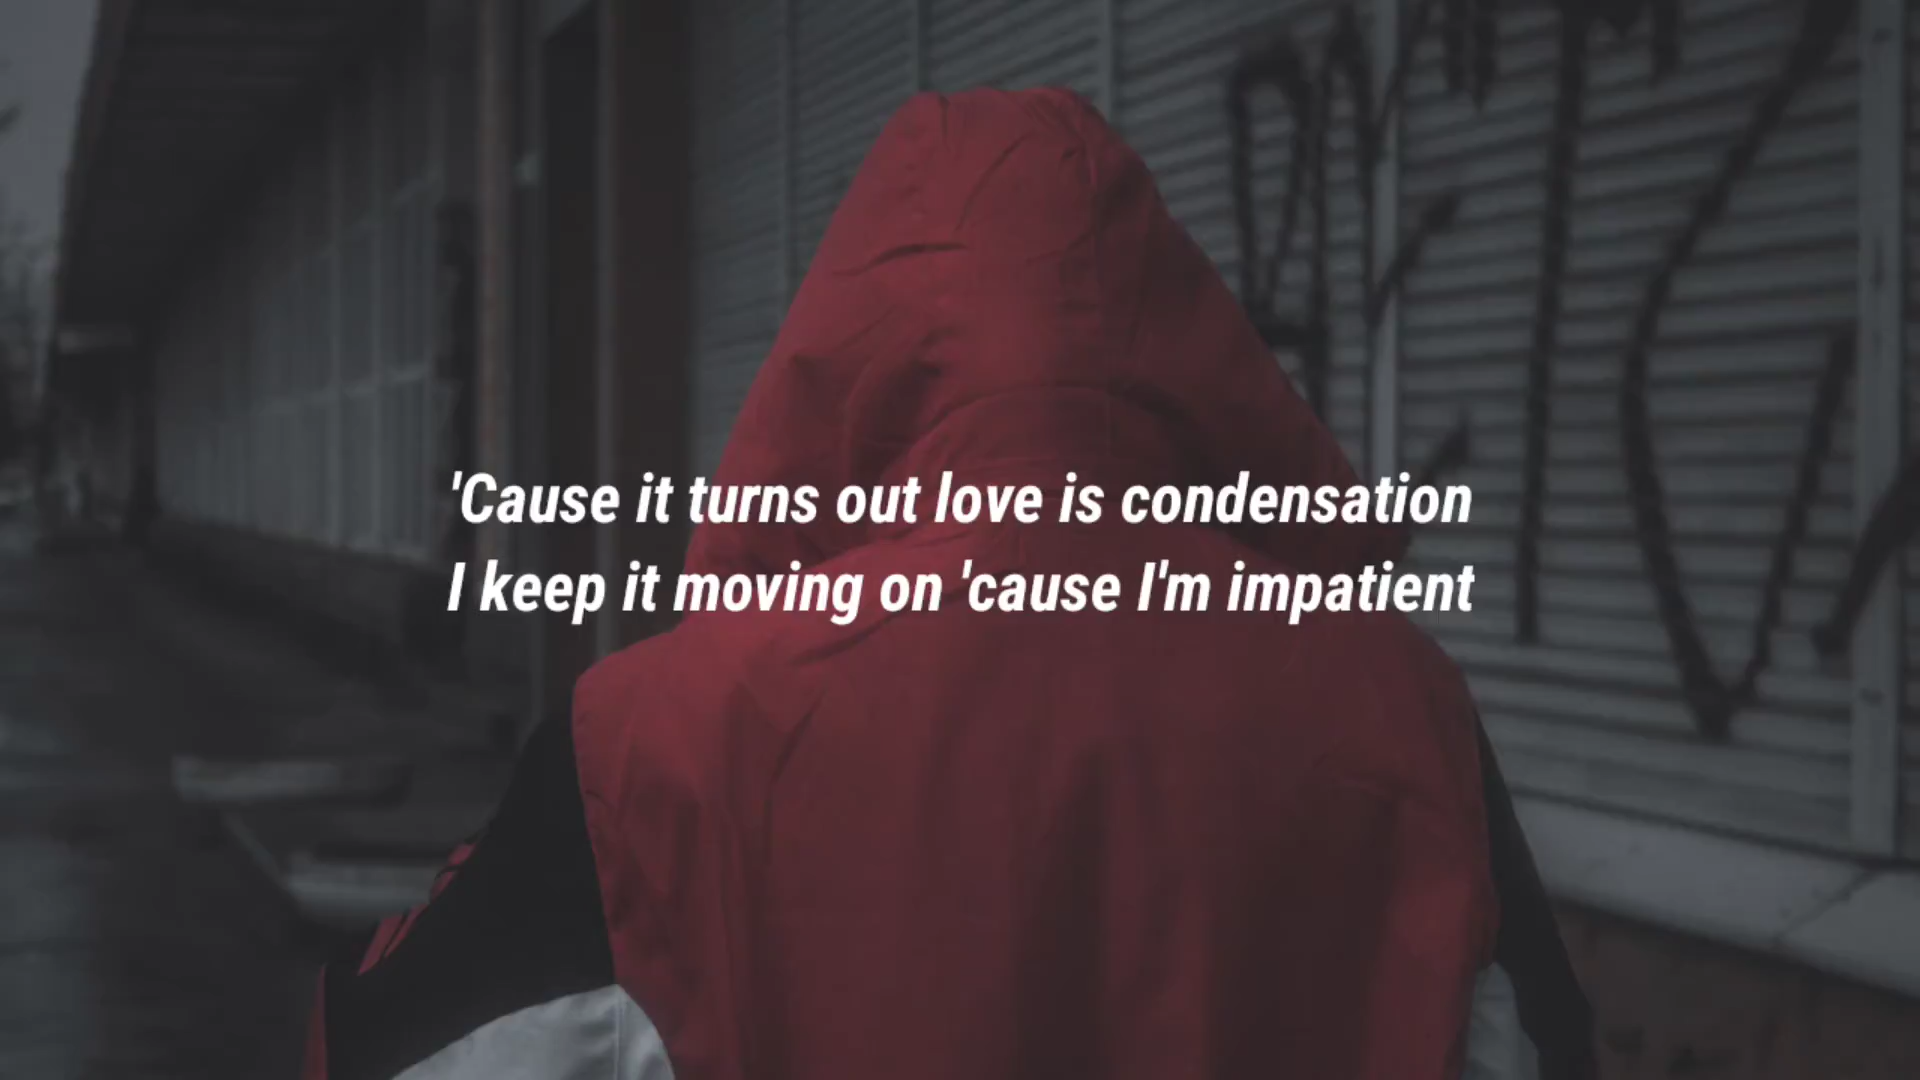 'Cause it turns out love is condensation
I keep it moving on 'cause I'm impatient